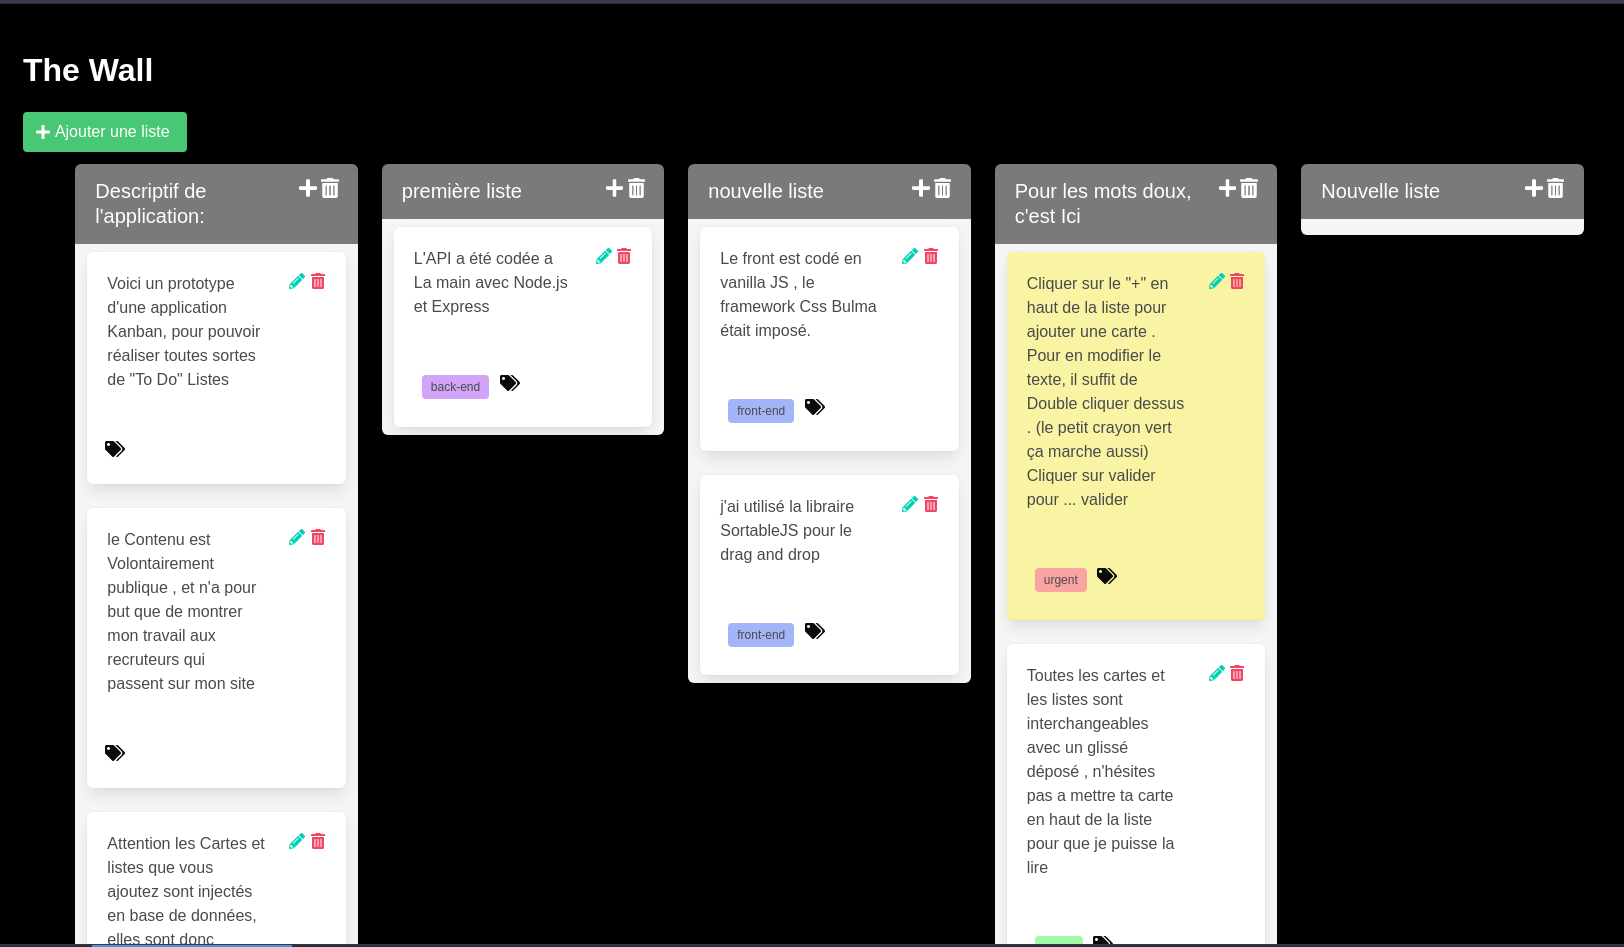 The Wall
Ajouter une liste
Descriptif de
l'application:
Voici un prototype
d'une application
Kanban, pour pouvoir
réaliser toutes sortes
de "To Do" Listes
le Contenu est
Volontairement
publique , et n'a pour
but que de montrer
mon travail aux
recruteurs qui
passent sur mon site
Attention les Cartes et
listes que vous
ajoutez sont injectés
en base de données,
elles sont donc
première liste
L'API a été codée a
La main avec Node.js
et Express
back-end
nouvelle liste
Le front est codé en
vanilla JS , le
framework Css Bulma
était imposé.
front-end
j'ai utilisé la libraire
SortableJS pour le
drag and drop
front-end
Pour les mots doux,
c'est Ici
Cliquer sur le "+" en
haut de la liste pour
ajouter une carte .
Pour en modifier le
texte, il suffit de
Double cliquer dessus
. (le petit crayon vert
ça marche aussi)
Cliquer sur valider
pour ... valider
urgent
Toutes les cartes et
les listes sont
interchangeables
avec un glissé
déposé , n'hésites
pas a mettre ta carte
en haut de la liste
pour que je puisse la
lire
Nouvelle liste